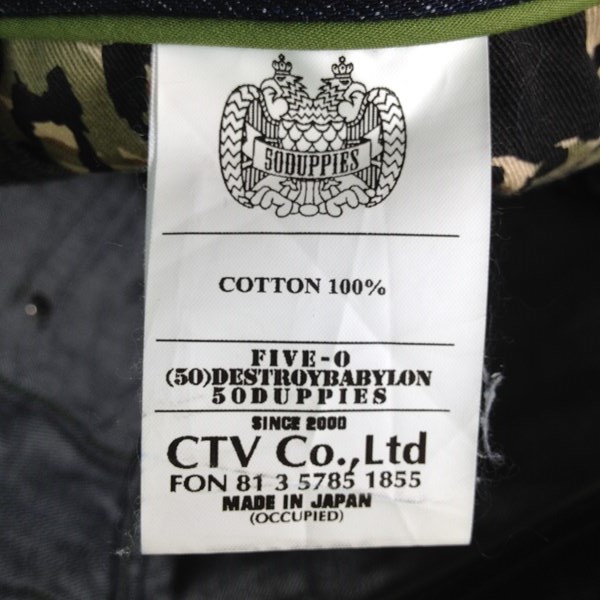 50DUPPIES
COTTON 100%
FIVE-O
(50)DESTROYBABYLON
50DUPPIES
SINCE 2000
CTV Co.,Ltd
FON 81 3 5785 1855
MADE IN JAPAN
(OCCUPIED)